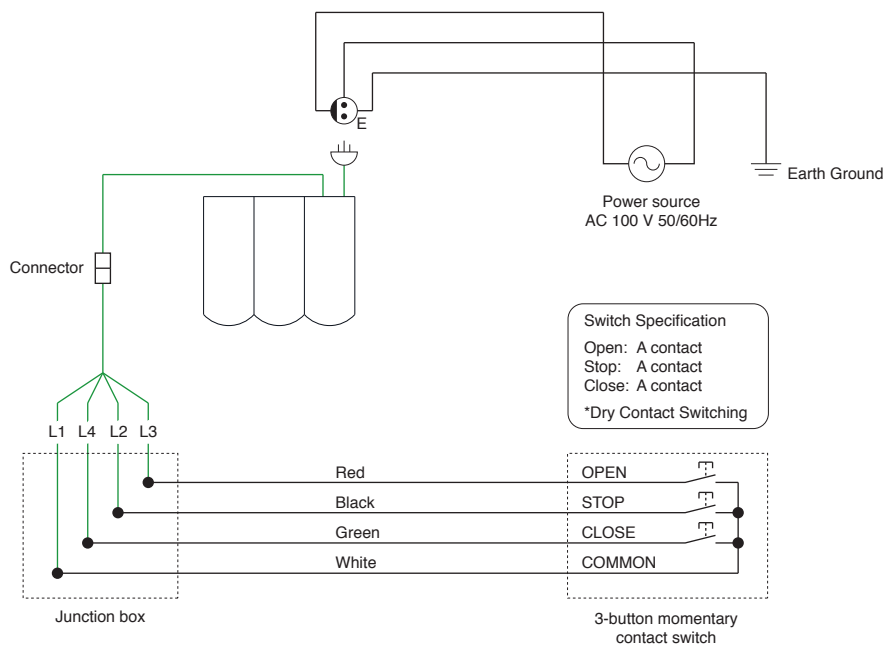 E
Earth Ground
Power source
AC 100 V 50/60Hz
Connector
Switch Specification
Open: A contact
Stop: A contact
Close: A contact
*Dry Contact Switching
L1 L4 L2 L3
Red OPEN
Black STOP
Green CLOSE
White COMMON
Junction box
3-button momentary
contact switch